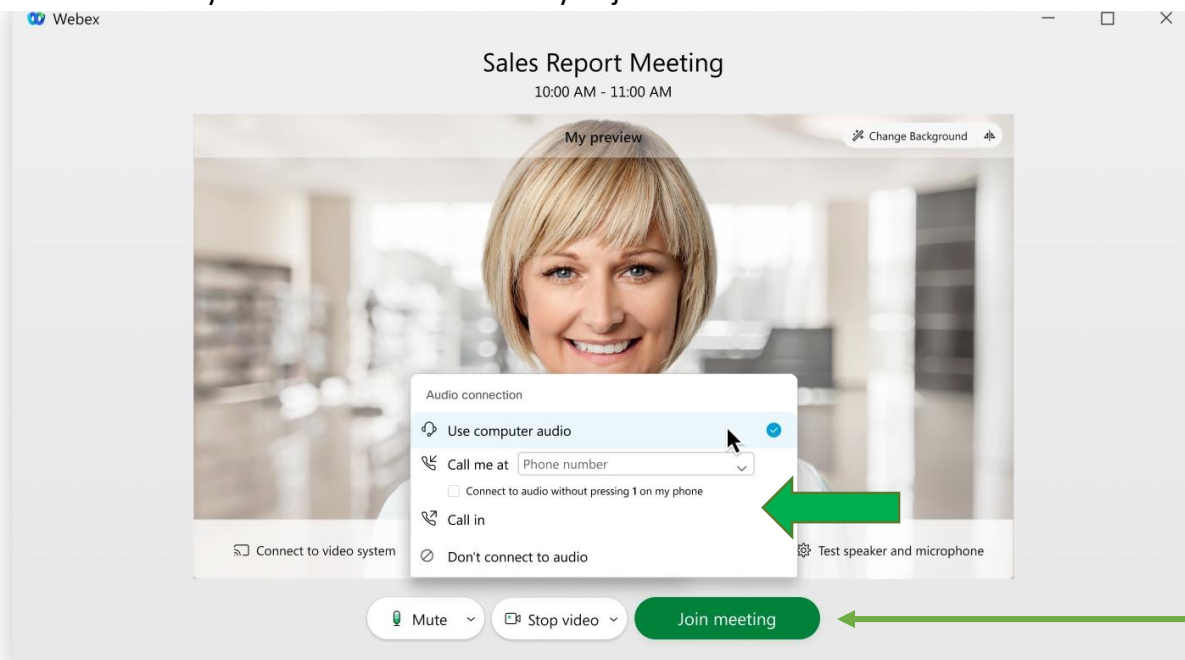 Webex
Sales Report Meeting
10:00 AM - 11:00 AM
My preview
Change Background
Audio connection
Use computer audio
Call me at Phone number
Connect to audio without pressing 1 on my phone
Call in
Connect to video system
Don't connect to audio
Test speaker and microphone
Mute
Stop video
Join meeting